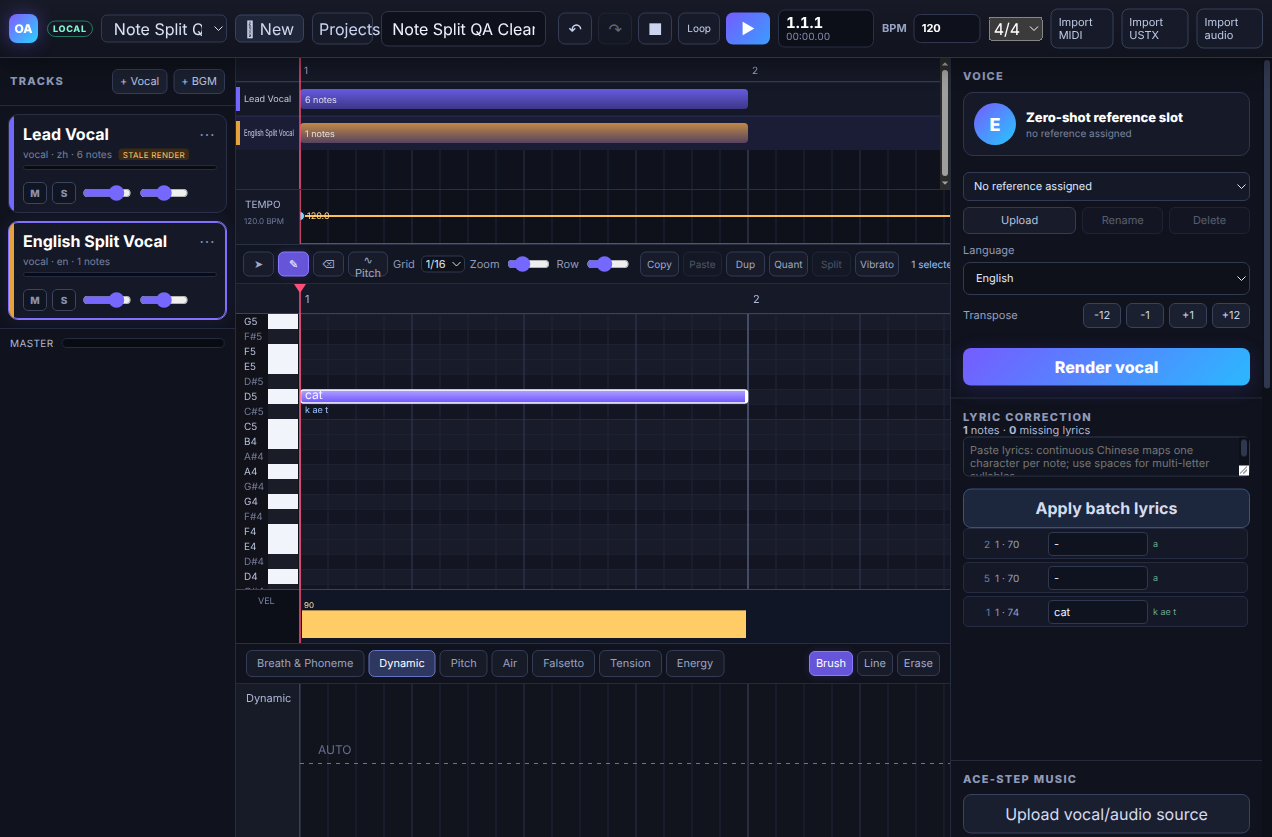 OA LOCAL Note Split Q New Projects Note Split QA Clear Loop 1.1.1 00:00.00 BPM 120 4/4 Import MIDI Import USTX Import audio
TRACKS + Vocal + BGM
Lead Vocal ···
vocal · zh · 6 notes STALE RENDER
M S
English Split Vocal ···
vocal · en · 1 notes
M S
MASTER
1 2
Lead Vocal 6 notes
English Split Vocal 1 notes
TEMPO
120.0 BPM 120.0
Pitch Grid 1/16 Zoom Row Copy Paste Dup Quant Split Vibrato 1 selecte
1 2
G5
F#5
F5
E5
D#5
D5 cat
C#5 k ae t
C5
B4
A#4
A4
G#4
G4
F#4
F4
E4
D#4
D4
VEL 90
Breath & Phoneme Dynamic Pitch Air Falsetto Tension Energy Brush Line Erase
Dynamic
AUTO
VOICE
E Zero-shot reference slot
no reference assigned
No reference assigned
Upload Rename Delete
Language
English
Transpose -12 -1 +1 +12
Render vocal
LYRIC CORRECTION
1 notes · 0 missing lyrics
Paste lyrics: continuous Chinese maps one
character per note; use spaces for multi-letter
syllables
Apply batch lyrics
2 1 · 70 - a
5 1 · 70 - a
1 1 · 74 cat k ae t
ACE-STEP MUSIC
Upload vocal/audio source